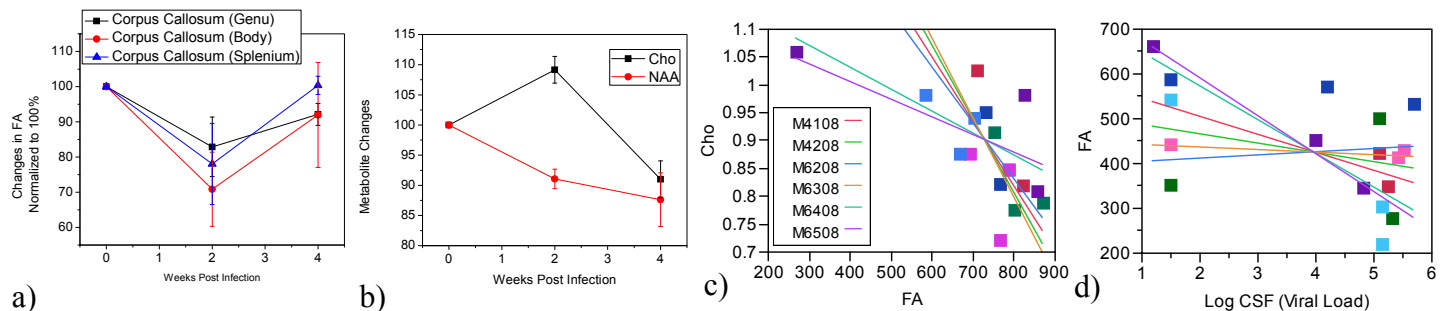 Corpus Callosum (Genu)
Corpus Callosum (Body)
Corpus Callosum (Splenium)
Changes in FA
Normalized to 100%
110
100
90
80
70
60
0
1
2
3
4
Weeks Post Infection
a)
Cho
NAA
Metabolite Changes
115
110
105
100
95
90
85
80
0
1
2
3
4
Weeks Post Infection
b)
Cho
1.1
1.05
1
0.95
0.9
0.85
0.8
0.75
0.7
M4108
M4208
M6208
M6308
M6408
M6508
200
300
400
500
600
700
800
900
FA
c)
FA
700
600
500
400
300
200
1
2
3
4
5
6
Log CSF (Viral Load)
d)